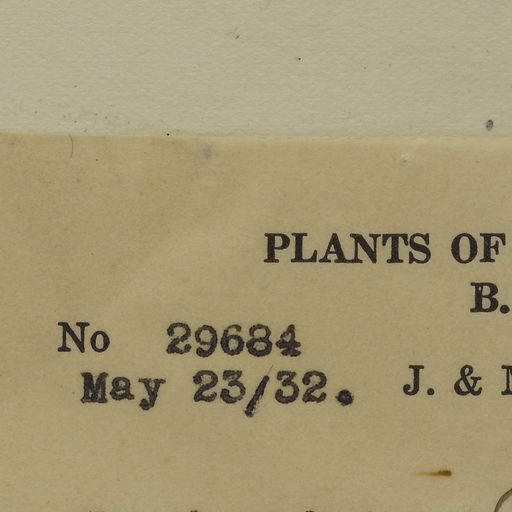 PLANTS OF
B.
No 29684
May 23/32.
J. & M